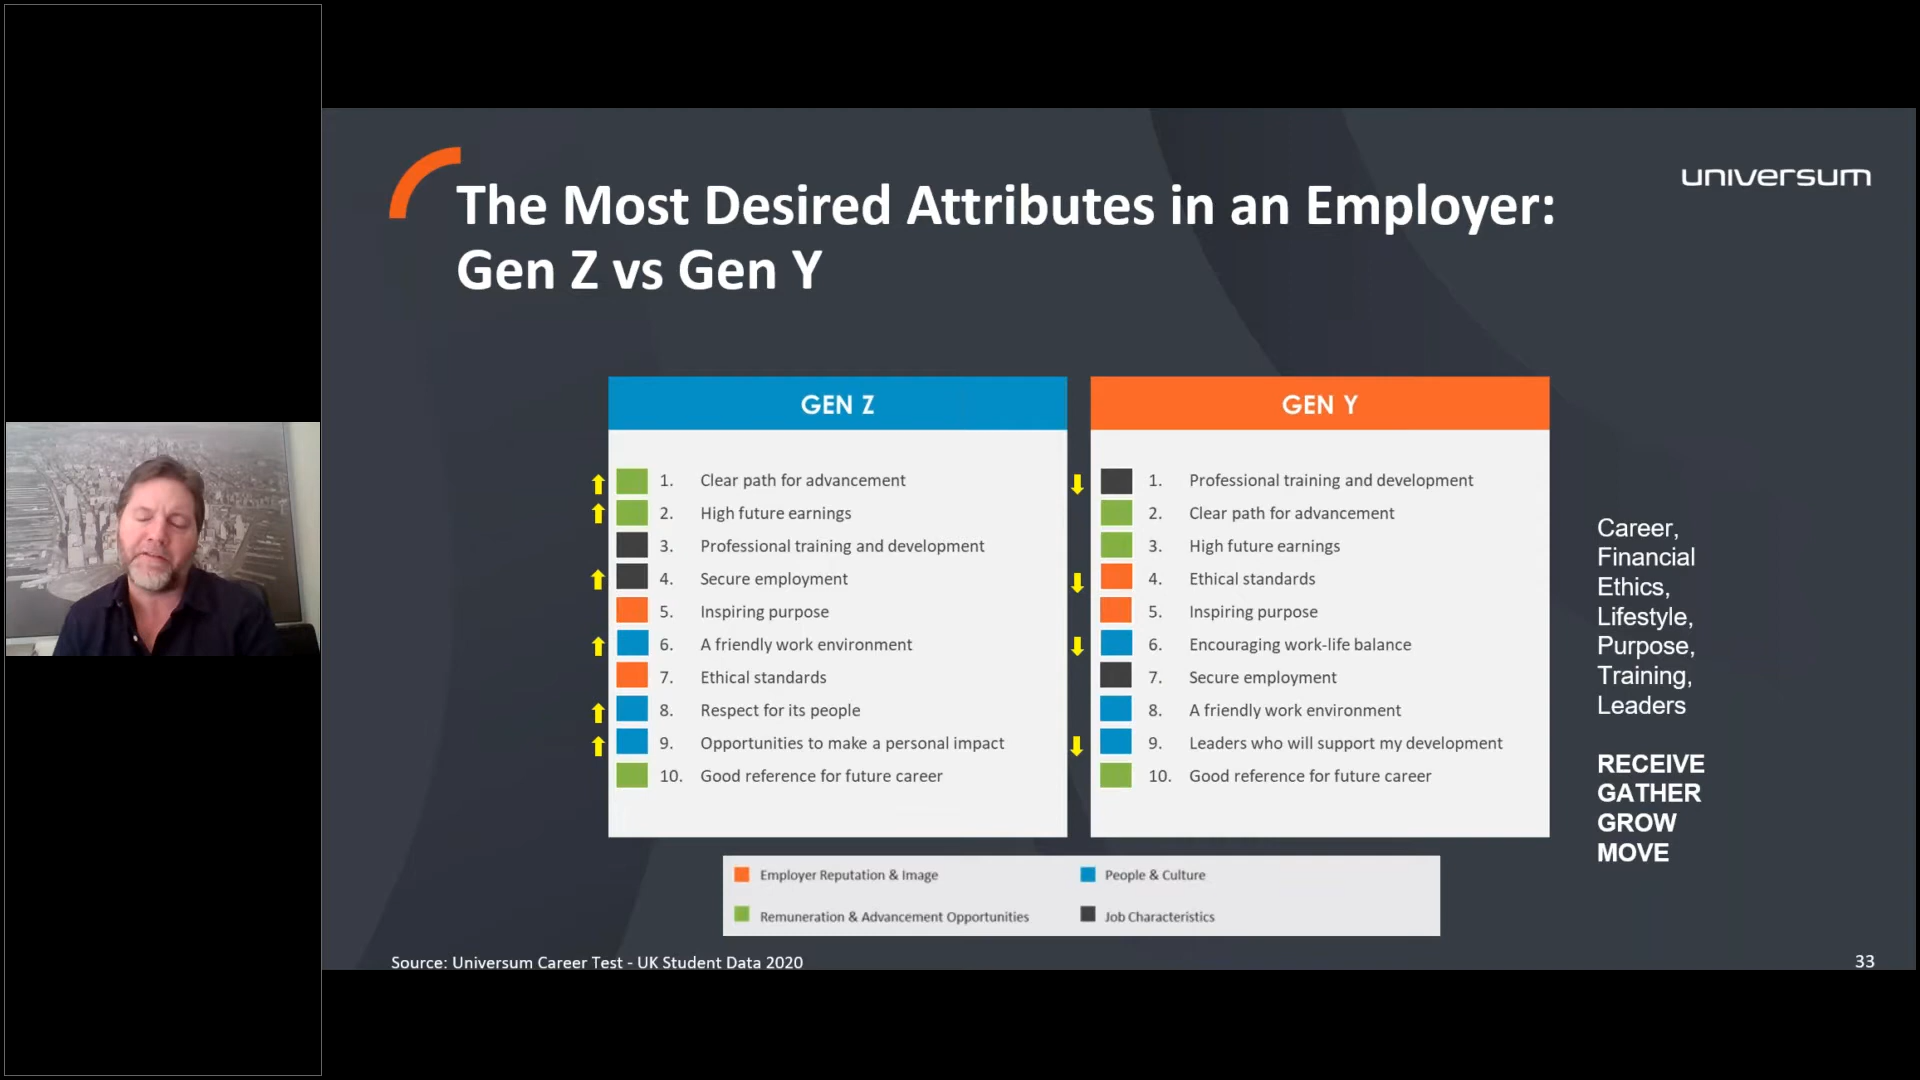 universum
The Most Desired Attributes in an Employer:
Gen Z vs Gen Y
GEN Z
1. Clear path for advancement
2. High future earnings
3. Professional training and development
4. Secure employment
5. Inspiring purpose
6. A friendly work environment
7. Ethical standards
8. Respect for its people
9. Opportunities to make a personal impact
10. Good reference for future career
GEN Y
1. Professional training and development
2. Clear path for advancement
3. High future earnings
4. Ethical standards
5. Inspiring purpose
6. Encouraging work-life balance
7. Secure employment
8. A friendly work environment
9. Leaders who will support my development
10. Good reference for future career
Career,
Financial
Ethics,
Lifestyle,
Purpose,
Training,
Leaders
RECEIVE
GATHER
GROW
MOVE
Employer Reputation & Image
People & Culture
Remuneration & Advancement Opportunities
Job Characteristics
Source: Universum Career Test - UK Student Data 2020
33